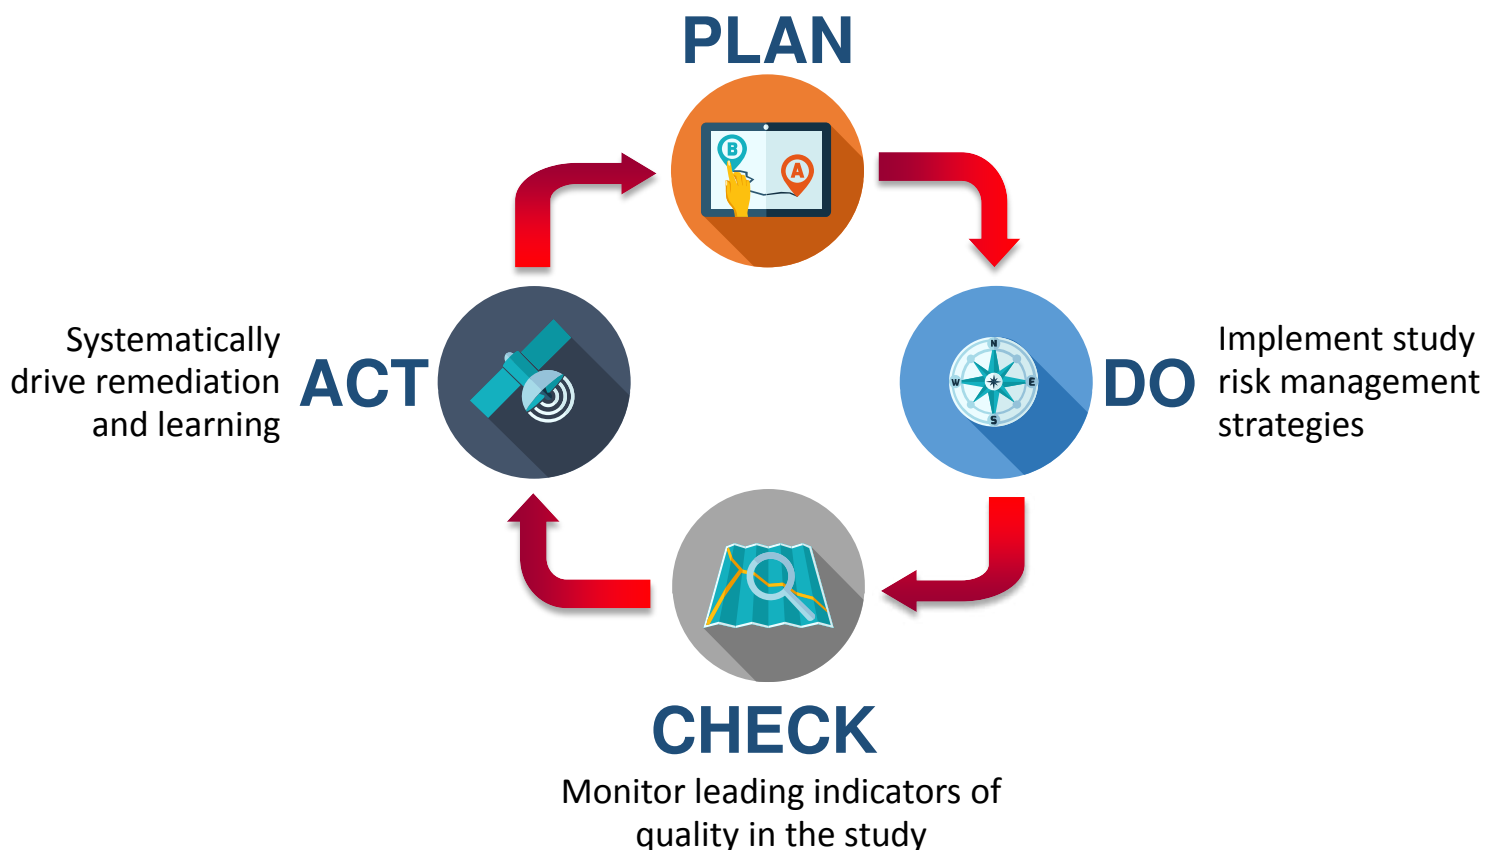 PLAN
B
A
Systematically
drive remediation
and learning
ACT
N
W
E
S
DO
Implement study
risk management
strategies
CHECK
Monitor leading indicators of
quality in the study